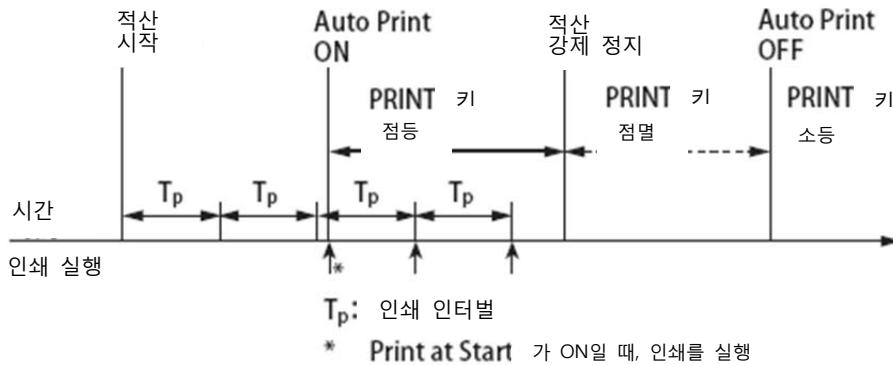 적산
시작
Auto Print
ON
적산
강제 정지
Auto Print
OFF
PRINT 키
점등
PRINT 키
점멸
PRINT 키
소등
Tp Tp Tp Tp
시간
인쇄 실행
*
Tp: 인쇄 인터벌
* Print at Start 가 ON일 때, 인쇄를 실행